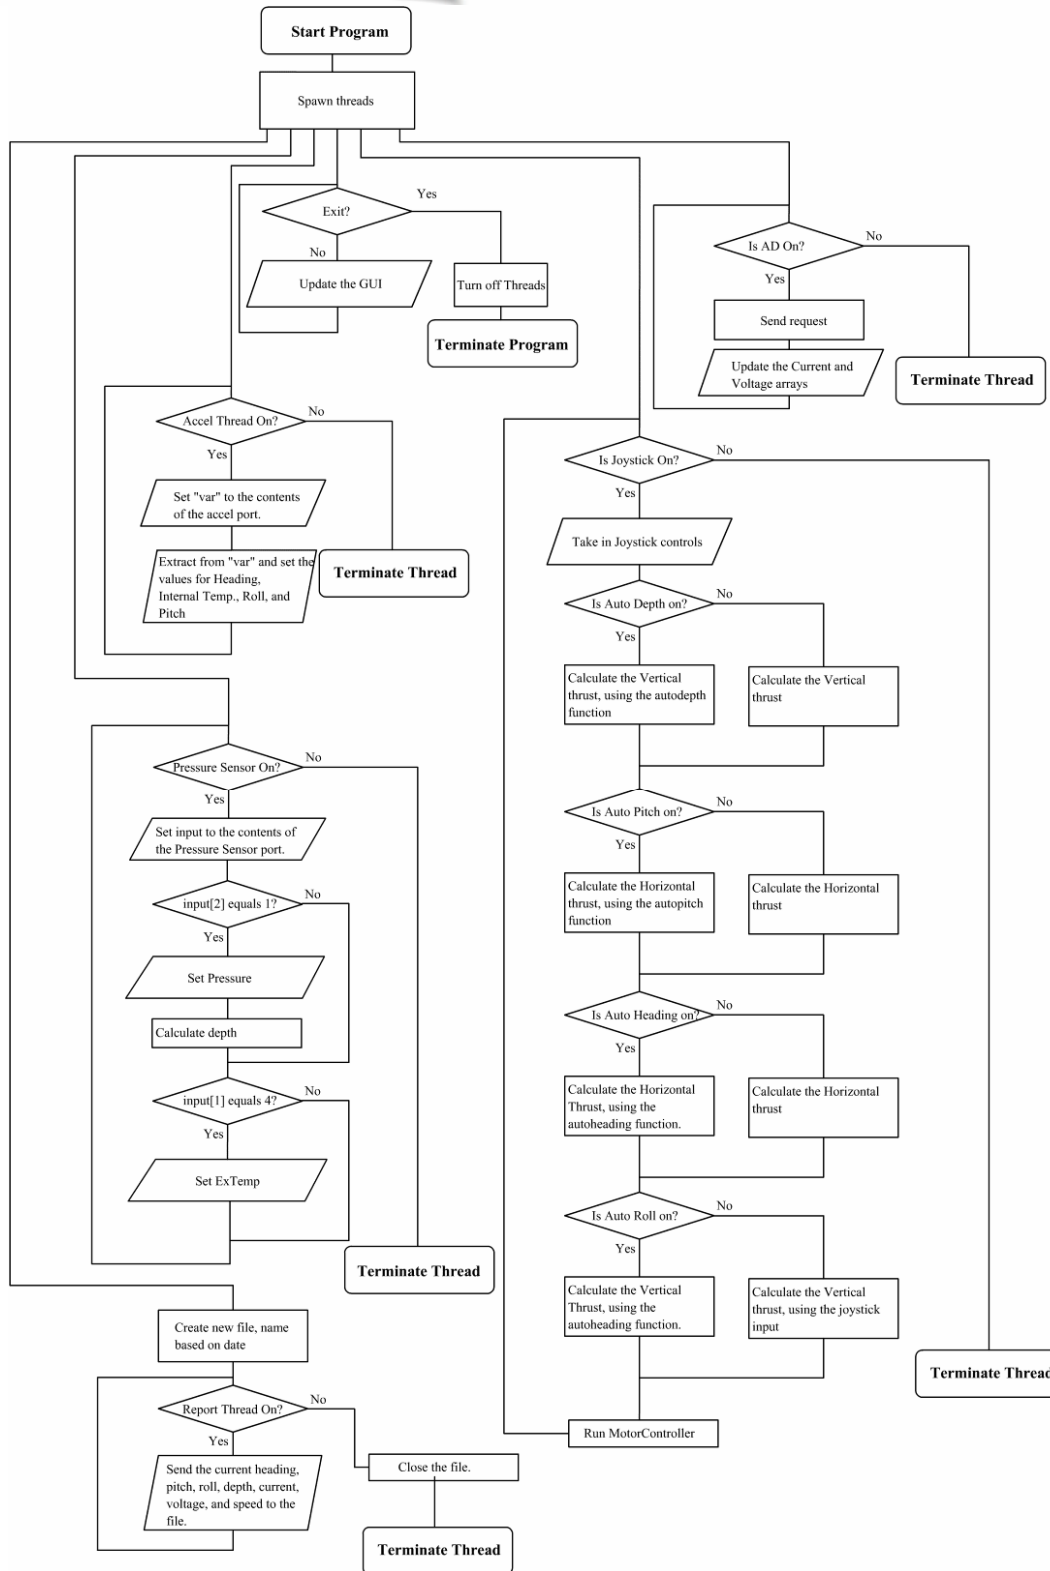 Start Program
Spawn threads
Exit?
Yes
No
Update the GUI
Turn off Threads
Terminate Program
Is AD On?
No
Yes
Send request
Update the Current and
Voltage arrays
Terminate Thread
Accel Thread On?
No
Yes
Set "var" to the contents
of the accel port.
Extract from "var" and set the
values for Heading,
Internal Temp., Roll, and
Pitch
Terminate Thread
Is Joystick On?
No
Yes
Take in Joystick controls
Is Auto Depth on?
No
Yes
Calculate the Vertical
thrust, using the autodepth
function
Calculate the Vertical
thrust
Is Auto Pitch on?
No
Yes
Calculate the Horizontal
thrust, using the autopitch
function
Calculate the Horizontal
thrust
Is Auto Heading on?
No
Yes
Calculate the Horizontal
Thrust, using the
autoheading function.
Calculate the Horizontal
thrust
Is Auto Roll on?
No
Yes
Calculate the Vertical
Thrust, using the
autoheading function.
Calculate the Vertical
thrust, using the joystick
input
Run MotorController
Terminate Thread
Pressure Sensor On?
No
Yes
Set input to the contents of
the Pressure Sensor port.
input[2] equals 1?
No
Yes
Set Pressure
Calculate depth
input[1] equals 4?
No
Yes
Set ExTemp
Terminate Thread
Create new file, name
based on date
Report Thread On?
No
Yes
Send the current heading,
pitch, roll, depth, current,
voltage, and speed to the
file.
Close the file.
Terminate Thread